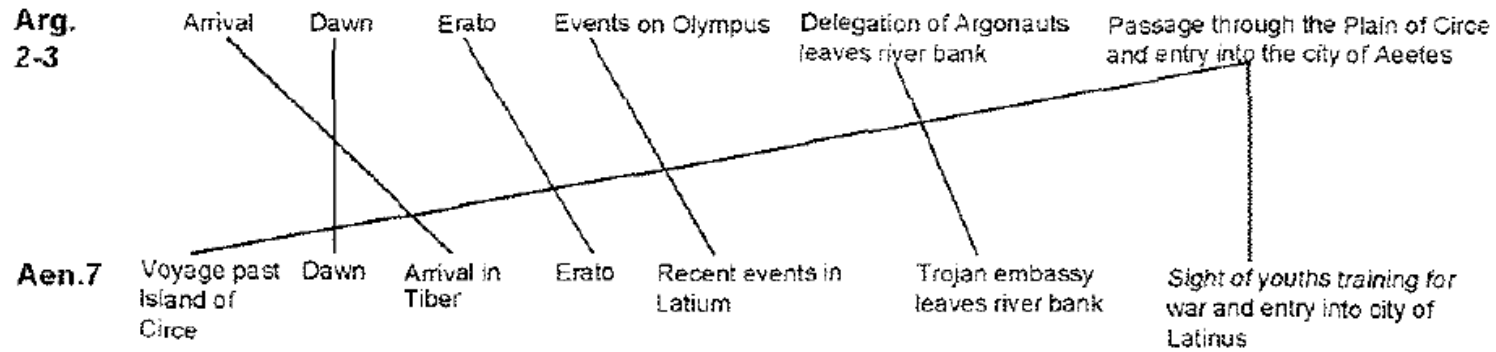 Arg.
2-3
Arrival
Dawn
Erato
Events on Olympus
Delegation of Argonauts
leaves river bank
Passage through the Plain of Circe
and entry into the city of Aeetes
Aen.7
Voyage past
Island of
Circe
Dawn
Arrival in
Tiber
Erato
Recent events in
Latium
Trojan embassy
leaves river bank
Sight of youths training for
war and entry into city of
Latinus